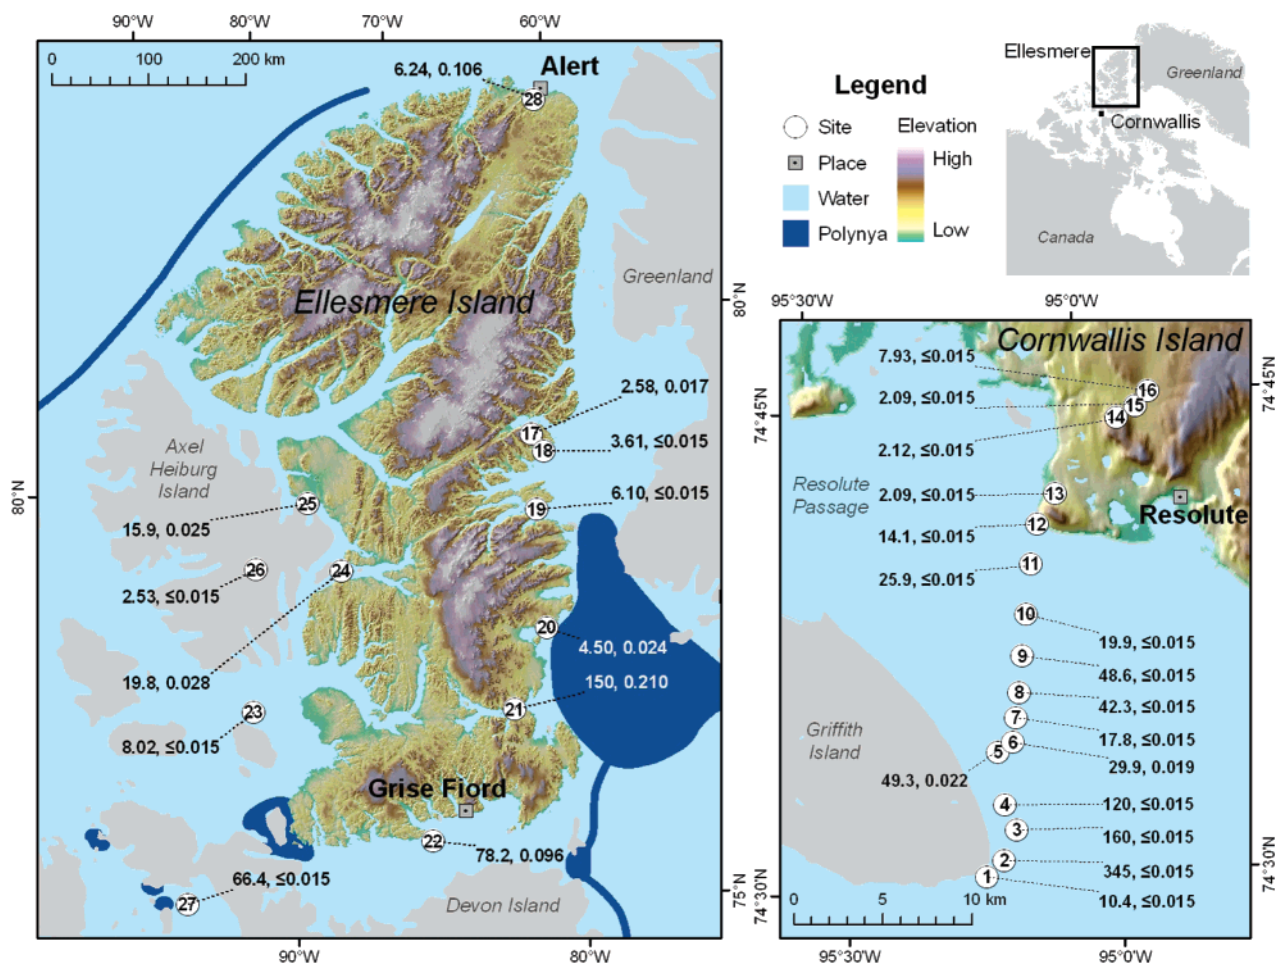 90°W 80°W 70°W 60°W
0 100 200 km
6.24, 0.106
Alert
28
Greenland
Ellesmere Island
80°N
2.58, 0.017
17
3.61, ≤0.015
18
Axel
Heiburg
Island
80°N
6.10, ≤0.015
19
25
15.9, 0.025
26
24
2.53, ≤0.015
20
4.50, 0.024
19.8, 0.028
150, 0.210
21
23
8.02, ≤0.015
Grise Fiord
22
78.2, 0.096
66.4, ≤0.015
27
Devon Island
75°N
90°W 80°W
Legend
Site
Place
Water
Polynya
Elevation
High
Low
Ellesmere
Greenland
Cornwallis
Canada
95°30'W 95°0'W
Cornwallis Island
7.93, ≤0.015
16
74°45'N
2.09, ≤0.015
15
74°45'N
14
2.12, ≤0.015
Resolute
Passage
2.09, ≤0.015
13
Resolute
14.1, ≤0.015
12
25.9, ≤0.015
11
10
19.9, ≤0.015
9
48.6, ≤0.015
8
42.3, ≤0.015
7
17.8, ≤0.015
Griffith
Island
6
29.9, 0.019
5
49.3, 0.022
4
120, ≤0.015
3
160, ≤0.015
2
345, ≤0.015
1
10.4, ≤0.015
74°30'N
74°30'N
0 5 10 km
95°30'W 95°0'W